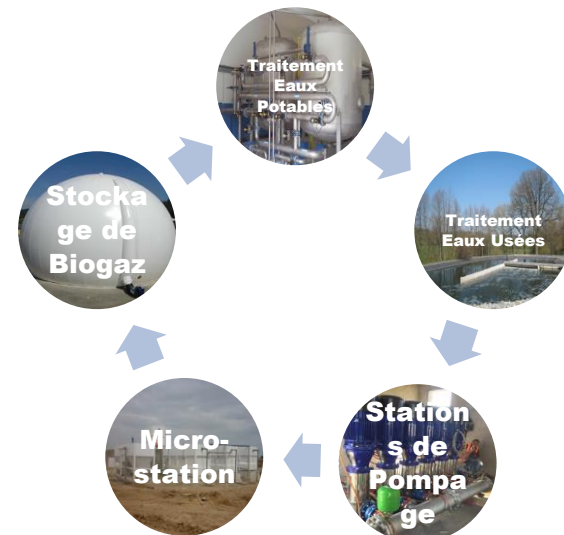 Traitement
Eaux
Potables
Traitement
Eaux Usées
Station
s de
Pompa
ge
Micro-
station
Stocka
ge de
Biogaz